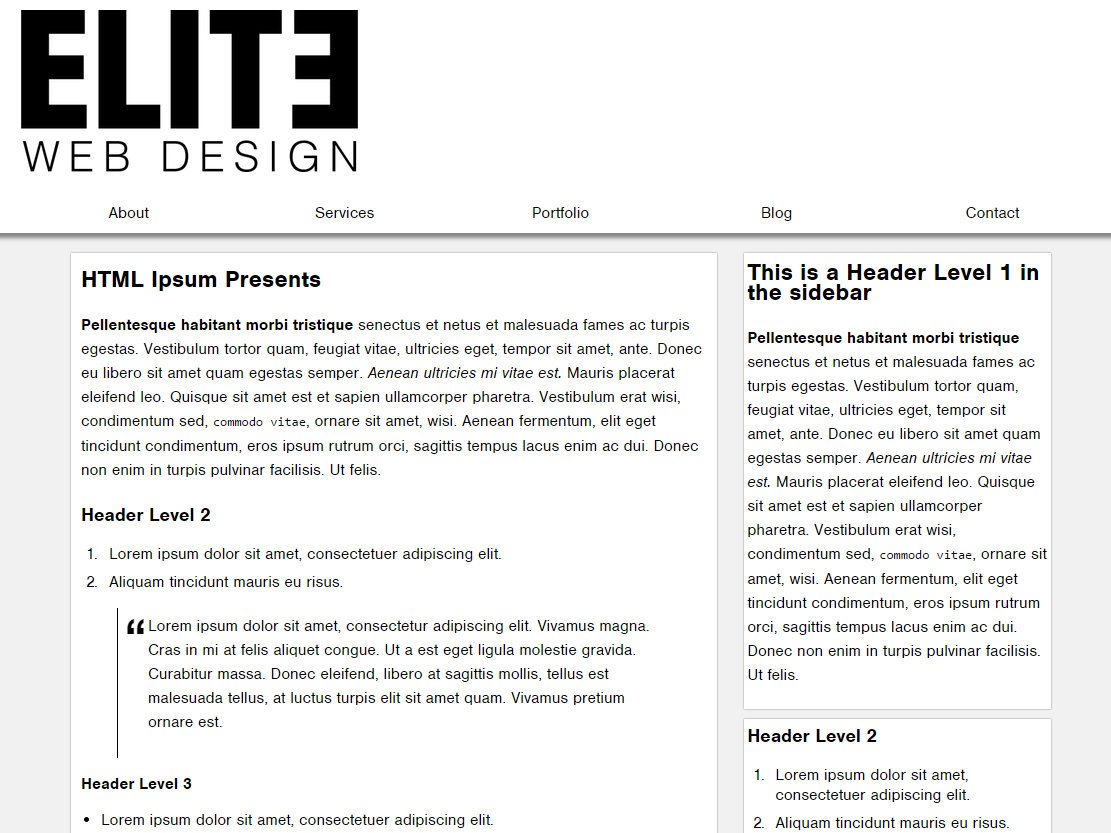 ELITE
WEB DESIGN
About Services Portfolio Blog Contact
HTML Ipsum Presents
Pellentesque habitant morbi tristique senectus et netus et malesuada fames ac turpis
egestas. Vestibulum tortor quam, feugiat vitae, ultricies eget, tempor sit amet, ante. Donec
eu libero sit amet quam egestas semper. Aenean ultricies mi vitae est. Mauris placerat
eleifend leo. Quisque sit amet est et sapien ullamcorper pharetra. Vestibulum erat wisi,
condimentum sed, commodo vitae, ornare sit amet, wisi. Aenean fermentum, elit eget
tincidunt condimentum, eros ipsum rutrum orci, sagittis tempus lacus enim ac dui. Donec
non enim in turpis pulvinar facilisis. Ut felis.
Header Level 2
1. Lorem ipsum dolor sit amet, consectetuer adipiscing elit.
2. Aliquam tincidunt mauris eu risus.
“ Lorem ipsum dolor sit amet, consectetur adipiscing elit. Vivamus magna.
Cras in mi at felis aliquet congue. Ut a est eget ligula molestie gravida.
Curabitur massa. Donec eleifend, libero at sagittis mollis, tellus est
malesuada tellus, at luctus turpis elit sit amet quam. Vivamus pretium
ornare est.
Header Level 3
• Lorem ipsum dolor sit amet, consectetuer adipiscing elit.
This is a Header Level 1 in
the sidebar
Pellentesque habitant morbi tristique
senectus et netus et malesuada fames ac
turpis egestas. Vestibulum tortor quam,
feugiat vitae, ultricies eget, tempor sit
amet, ante. Donec eu libero sit amet quam
egestas semper. Aenean ultricies mi vitae
est. Mauris placerat eleifend leo. Quisque
sit amet est et sapien ullamcorper
pharetra. Vestibulum erat wisi,
condimentum sed, commodo vitae, ornare sit
amet, wisi. Aenean fermentum, elit eget
tincidunt condimentum, eros ipsum rutrum
orci, sagittis tempus lacus enim ac dui.
Donec non enim in turpis pulvinar facilisis.
Ut felis.
Header Level 2
1. Lorem ipsum dolor sit amet,
consectetuer adipiscing elit.
2. Aliquam tincidunt mauris eu risus.